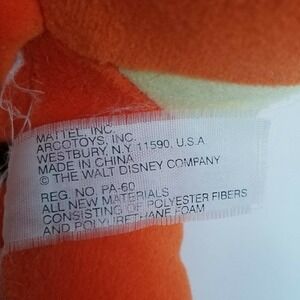 MATTEL, INC.
ARCOTOYS, INC.
WESTBURY, N.Y. 11590, U.S.A
MADE IN CHINA
© THE WALT DISNEY COMPANY
REG. NO. PA-60
ALL NEW MATERIALS
CONSISTING OF POLYESTER FIBERS
AND POLYURETHANE FOAM